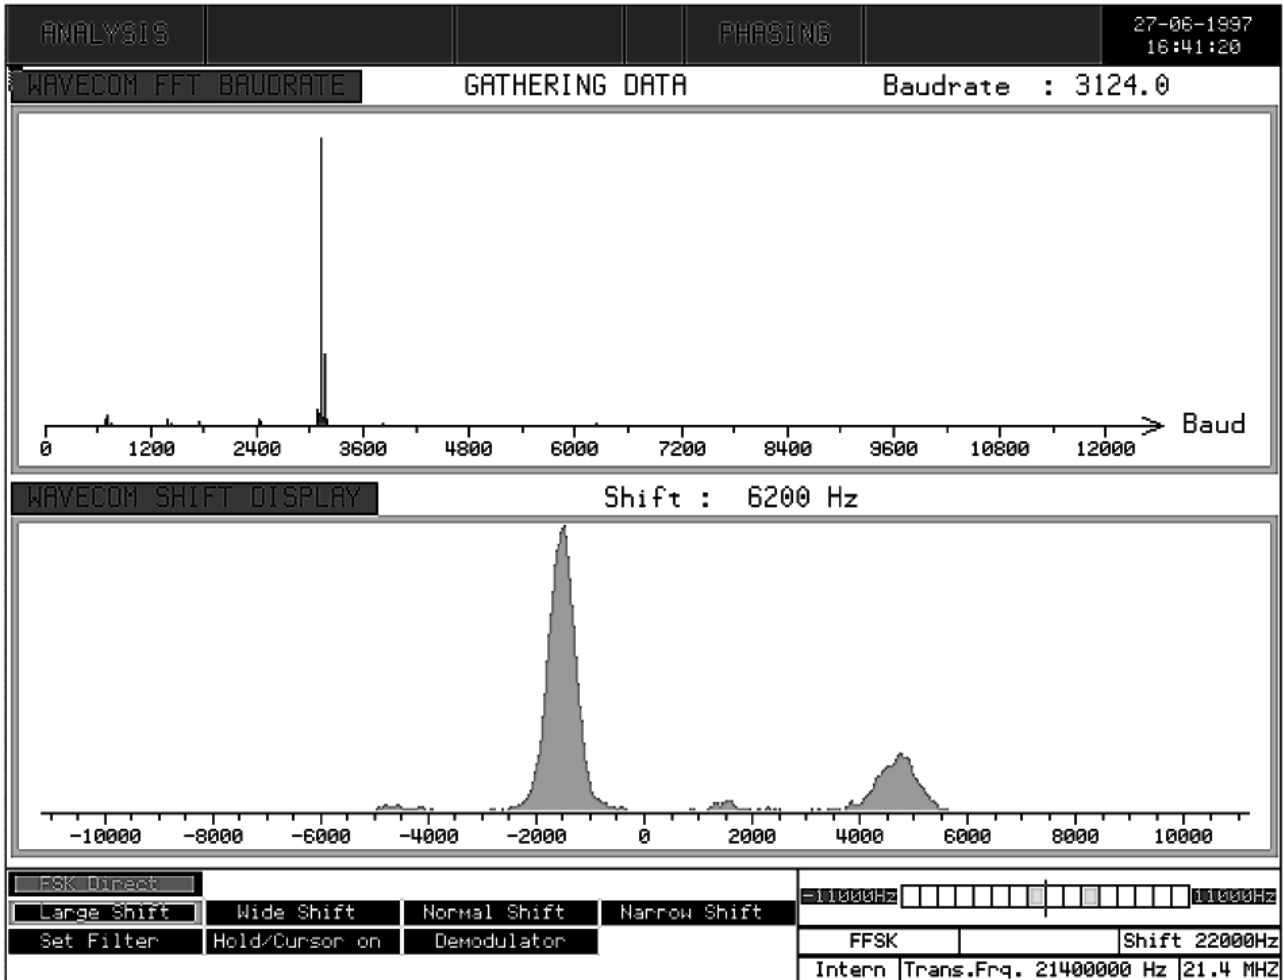 ANALYSIS PHASING 27-06-1997
16:41:20
WAVECOM FFT BAUDRATE GATHERING DATA Baudrate : 3124.0
Baud
0 1200 2400 3600 4800 6000 7200 8400 9600 10800 12000
WAVECOM SHIFT DISPLAY Shift : 6200 Hz
-10000 -8000 -6000 -4000 -2000 0 2000 4000 6000 8000 10000
FSK Direct
Large Shift Wide Shift Normal Shift Narrow Shift -11000Hz 11000Hz
Set Filter Hold/Cursor on Demodulator FFSK Shift 22000Hz
Intern Trans.Frq. 21400000 Hz 21.4 MHZ